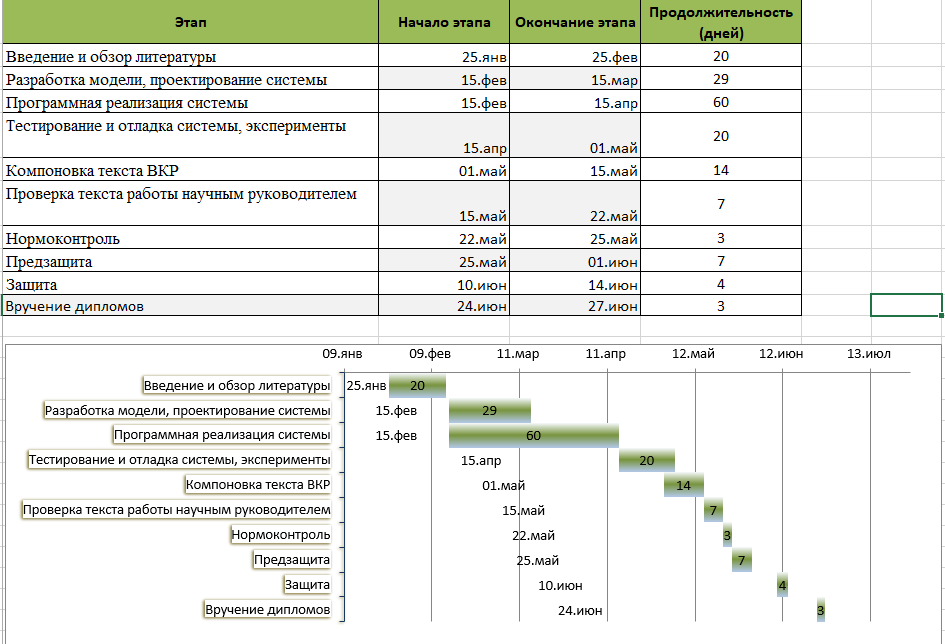 Этап Начало этапа Окончание этапа Продолжительность (дней)
Введение и обзор литературы 25.янв 25.фев 20
Разработка модели, проектирование системы 15.фев 15.мар 29
Программная реализация системы 15.фев 15.апр 60
Тестирование и отладка системы, эксперименты 15.апр 01.май 20
Компоновка текста ВКР 01.май 15.май 14
Проверка текста работы научным руководителем 15.май 22.май 7
Нормоконтроль 22.май 25.май 3
Предзащита 25.май 01.июн 7
Защита 10.июн 14.июн 4
Вручение дипломов 24.июн 27.июн 3
09.янв 09.фев 11.мар 11.апр 12.май 12.июн 13.июл
Введение и обзор литературы 25.янв 20
Разработка модели, проектирование системы 15.фев 29
Программная реализация системы 15.фев 60
Тестирование и отладка системы, эксперименты 15.апр 20
Компоновка текста ВКР 01.май 14
Проверка текста работы научным руководителем 15.май 7
Нормоконтроль 22.май 3
Предзащита 25.май 7
Защита 10.июн 4
Вручение дипломов 24.июн 3